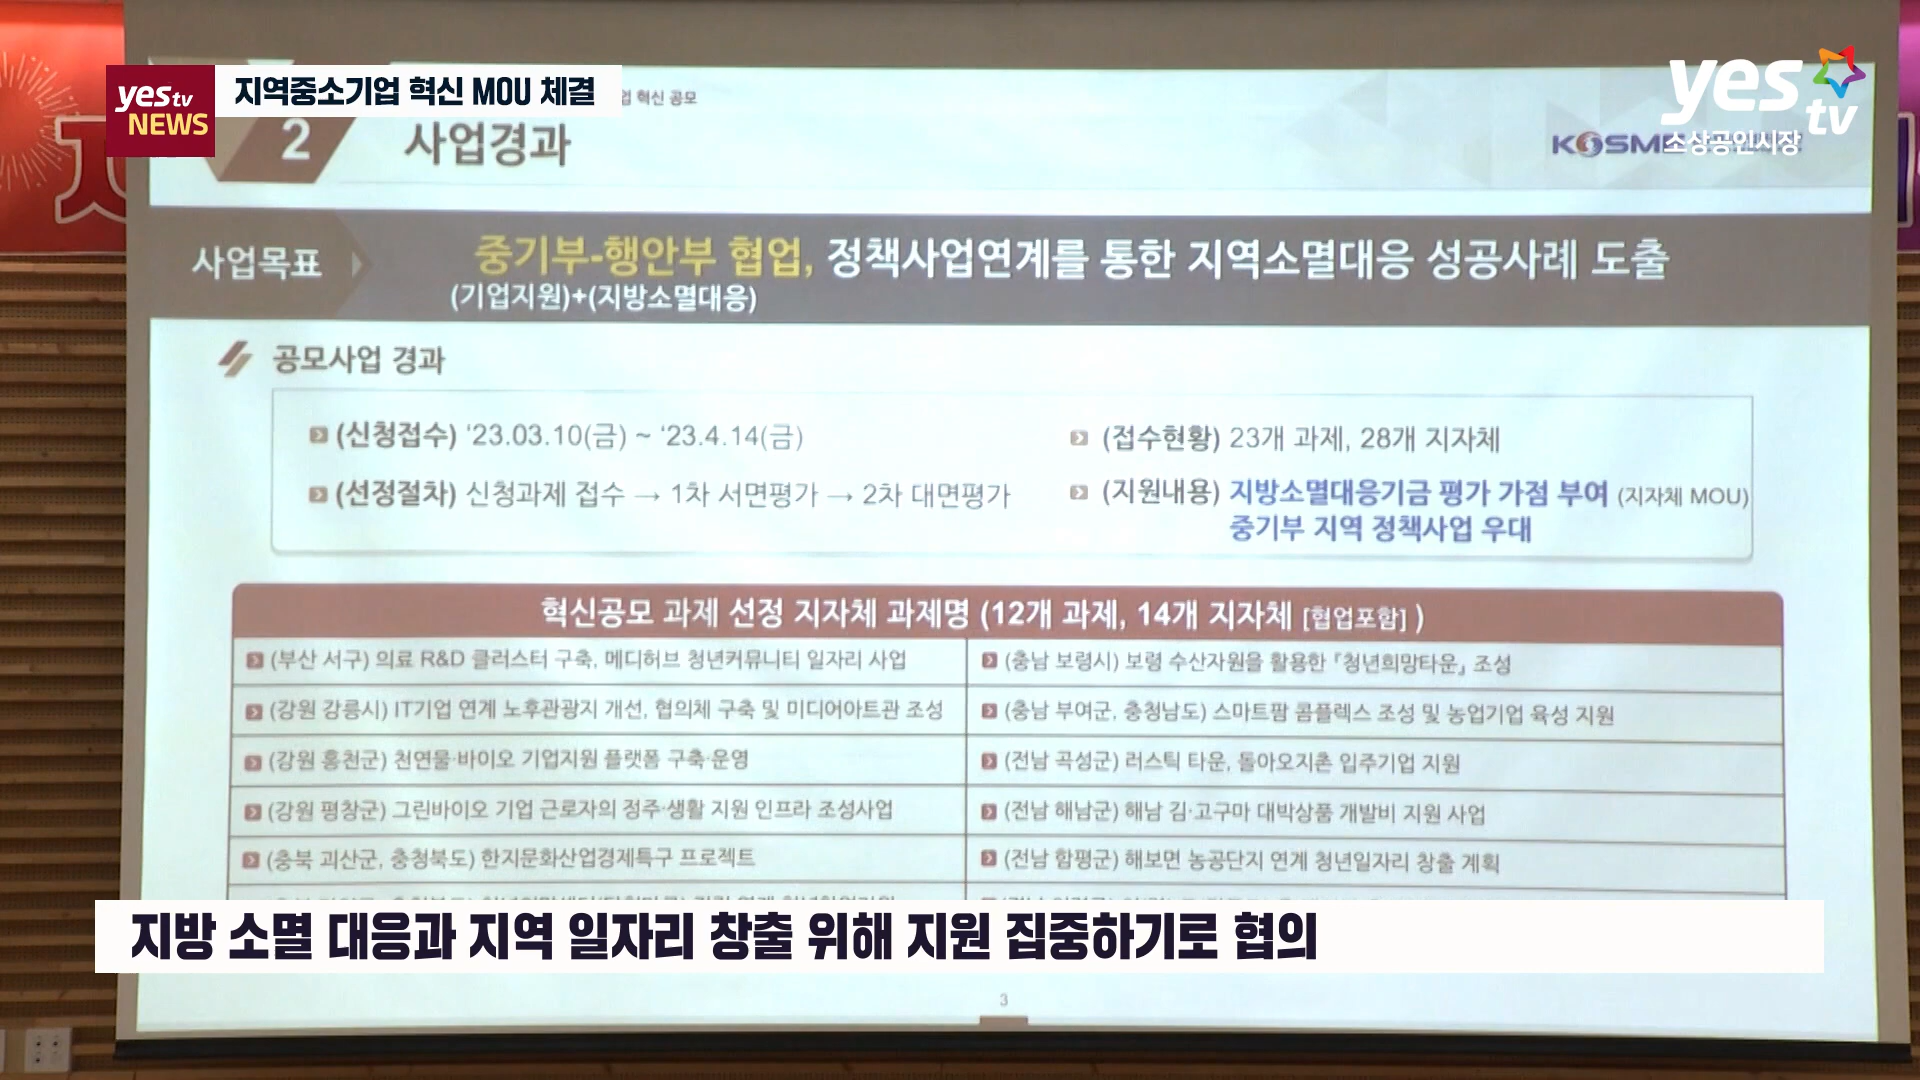 yes tv
NEWS
지역중소기업 혁신 MOU 체결
업 혁신 공모
yes tv
소상공인시장
2
사업경과
KOSME
사업목표
중기부-행안부 협업, 정책사업연계를 통한 지역소멸대응 성공사례 도출
(기업지원)+(지방소멸대응)
공모사업 경과
(신청접수) ‘23.03.10(금) ~ ‘23.4.14(금)
(접수현황) 23개 과제, 28개 지자체
(선정절차) 신청과제 접수 → 1차 서면평가 → 2차 대면평가
(지원내용) 지방소멸대응기금 평가 가점 부여 (지자체 MOU)
중기부 지역 정책사업 우대
혁신공모 과제 선정 지자체 과제명 (12개 과제, 14개 지자체 [협업포함] )
(부산 서구) 의료 R&D 클러스터 구축, 메디허브 청년커뮤니티 일자리 사업
(충남 보령시) 보령 수산자원을 활용한 『청년희망타운』 조성
(강원 강릉시) IT기업 연계 노후관광지 개선, 협의체 구축 및 미디어아트관 조성
(충남 부여군, 충청남도) 스마트팜 콤플렉스 조성 및 농업기업 육성 지원
(강원 홍천군) 천연물·바이오 기업지원 플랫폼 구축·운영
(전남 곡성군) 러스틱 타운, 돌아오지촌 입주기업 지원
(강원 평창군) 그린바이오 기업 근로자의 정주·생활 지원 인프라 조성사업
(전남 해남군) 해남 김·고구마 대박상품 개발비 지원 사업
(충북 괴산군, 충청북도) 한지문화산업경제특구 프로젝트
(전남 함평군) 해보면 농공단지 연계 청년일자리 창출 계획
지방 소멸 대응과 지역 일자리 창출 위해 지원 집중하기로 협의
3